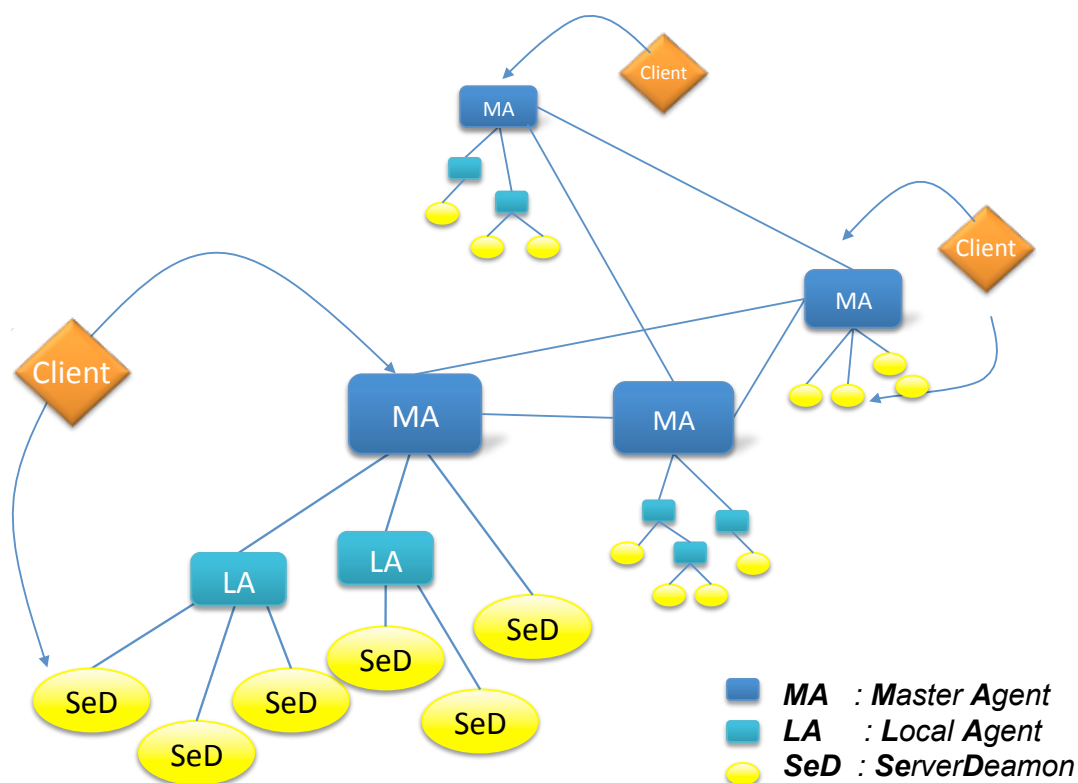 Client
MA
Client
MA
Client
MA
MA
LA
LA
SeD
SeD
SeD
SeD
SeD
SeD
MA : Master Agent
LA : Local Agent
SeD : ServerDeamon